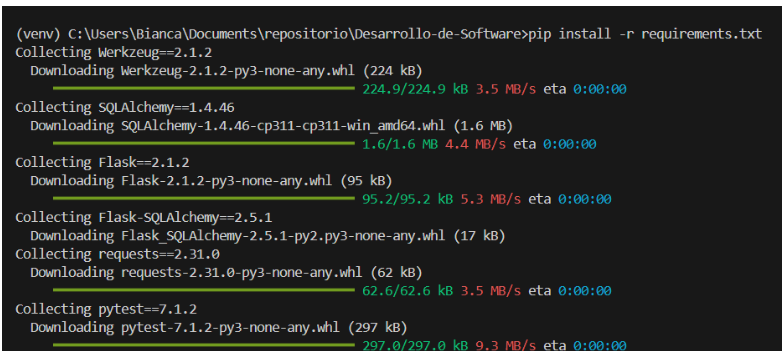 (venv) C:\Users\Bianca\Documents\repositorio\Desarrollo-de-Software>pip install -r requirements.txt
Collecting Werkzeug==2.1.2
Downloading Werkzeug-2.1.2-py3-none-any.whl (224 kB)
224.9/224.9 kB 3.5 MB/s eta 0:00:00
Collecting SQLAlchemy==1.4.46
Downloading SQLAlchemy-1.4.46-cp311-cp311-win_amd64.whl (1.6 MB)
1.6/1.6 MB 4.4 MB/s eta 0:00:00
Collecting Flask==2.1.2
Downloading Flask-2.1.2-py3-none-any.whl (95 kB)
95.2/95.2 kB 5.3 MB/s eta 0:00:00
Collecting Flask-SQLAlchemy==2.5.1
Downloading Flask_SQLAlchemy-2.5.1-py2.py3-none-any.whl (17 kB)
Collecting requests==2.31.0
Downloading requests-2.31.0-py3-none-any.whl (62 kB)
62.6/62.6 kB 3.5 MB/s eta 0:00:00
Collecting pytest==7.1.2
Downloading pytest-7.1.2-py3-none-any.whl (297 kB)
297.0/297.0 kB 9.3 MB/s eta 0:00:00